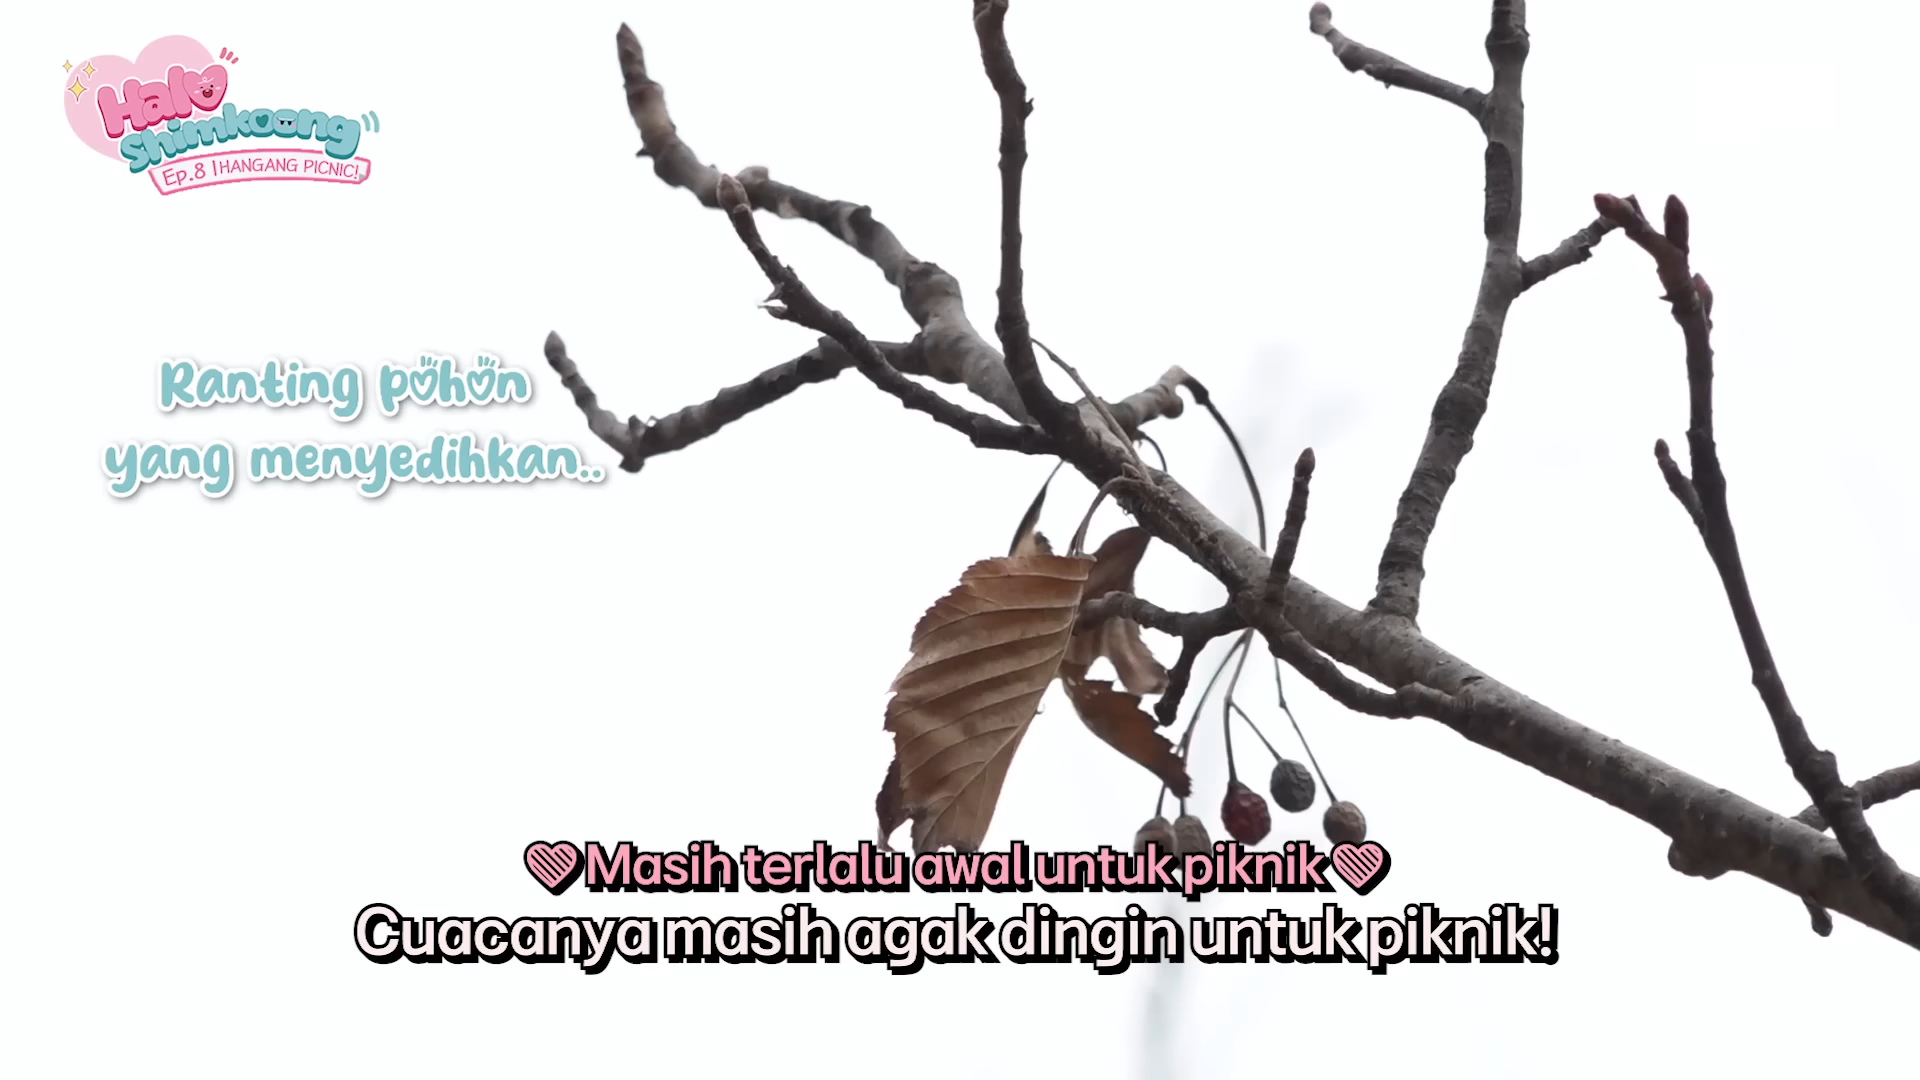 Halo
Shimkoong
Ep.8 | HANGANG PICNIC!
Ranting pohon
yang menyedihkan..
Masih terlalu awal untuk piknik
Cuacanya masih agak dingin untuk piknik!